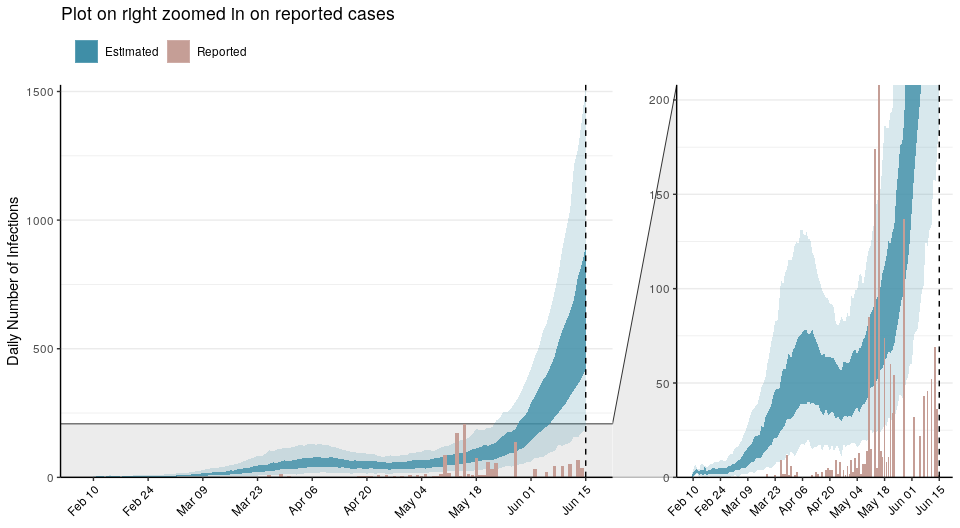 Plot on right zoomed in on reported cases
Estimated
Reported
Daily Number of Infections
1500
1000
500
0
Feb 10
Feb 24
Mar 09
Mar 23
Apr 06
Apr 20
May 04
May 18
Jun 01
Jun 15
200
150
100
50
0
Feb 10
Feb 24
Mar 09
Mar 23
Apr 06
Apr 20
May 04
May 18
Jun 01
Jun 15